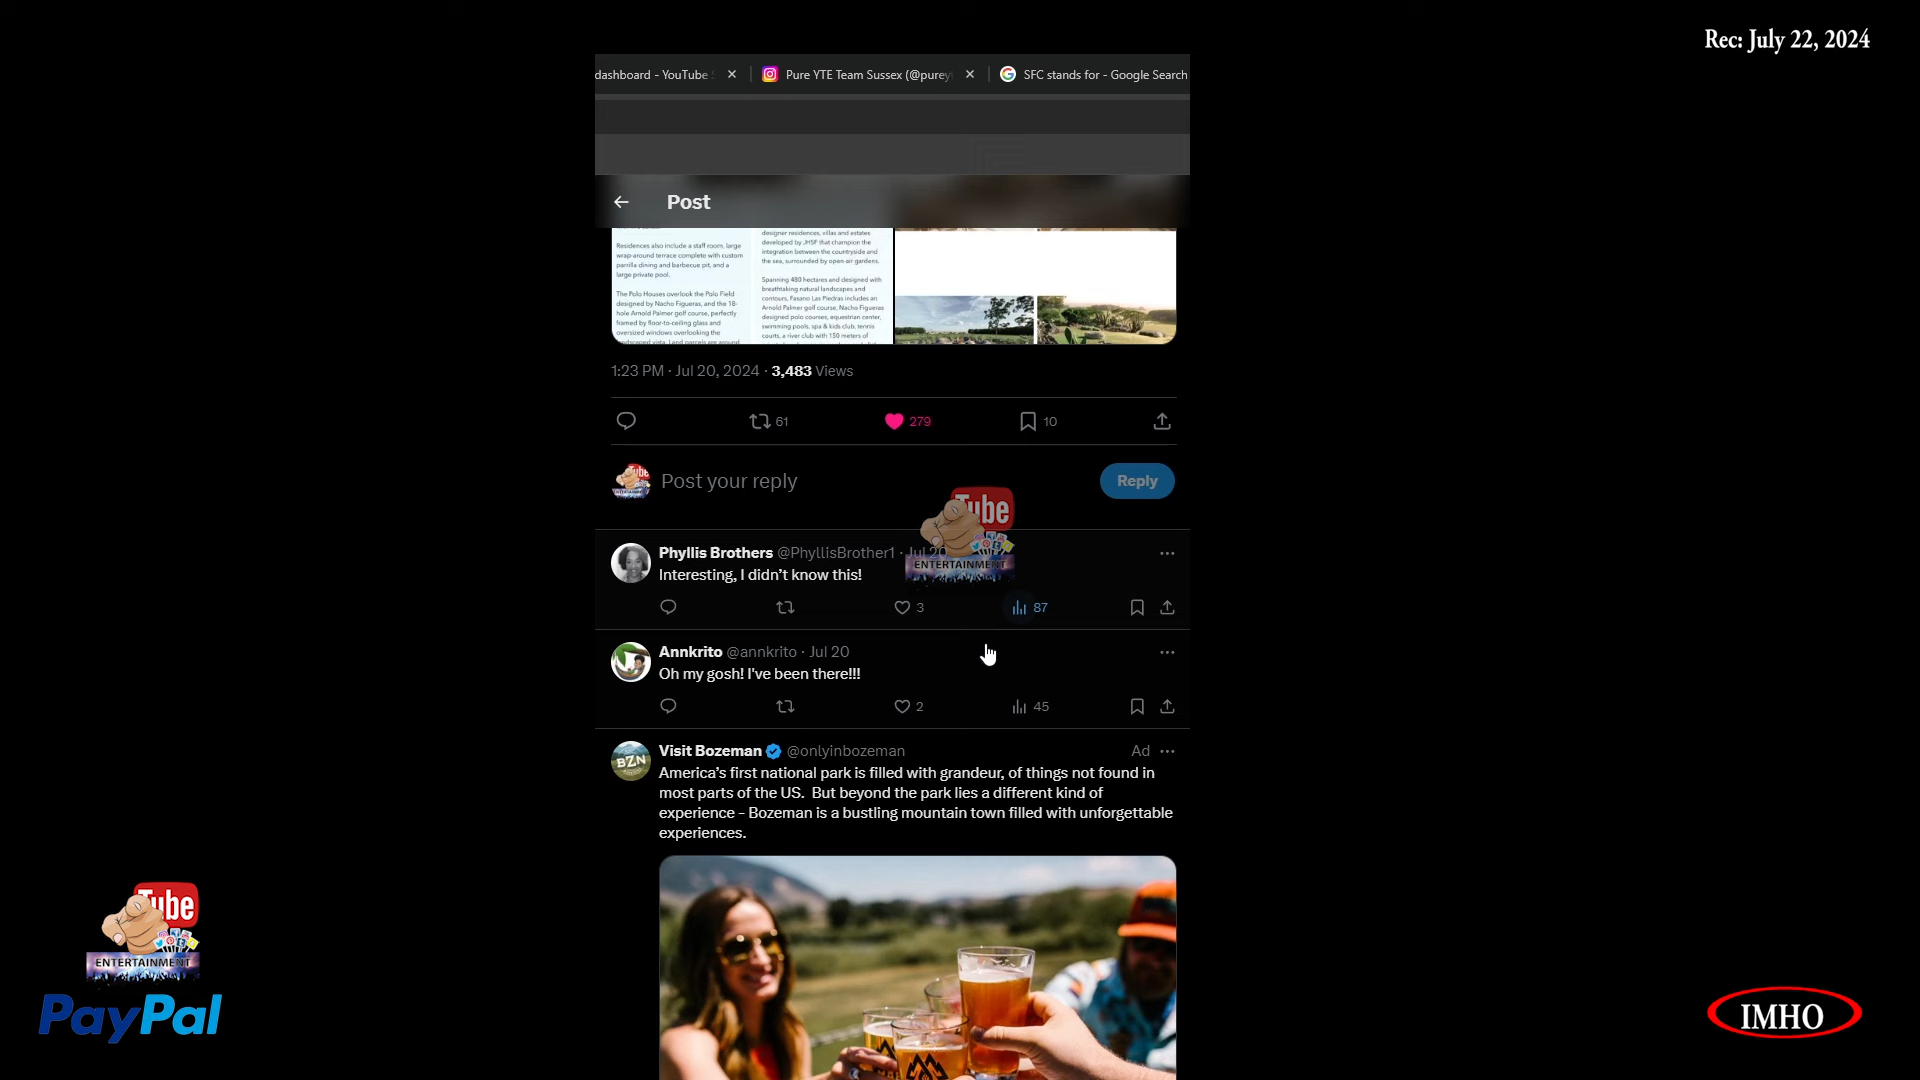 Rec: July 22, 2024
dashboard - YouTube
Pure YTE Team Sussex (@purey
SFC stands for - Google Search
Post
Residences also include a staff room, large
wrap-around terrace complete with custom
parrilla dining and barbecue pit, and a
large private pool.
The Polo Houses overlook the Polo Field
designed by Nacho Figueras, and the 18-
hole Arnold Palmer golf course, perfectly
framed by floor-to-ceiling glass and
oversized windows overlooking the
landscaped vista. Land parcels are around
designer residences, villas and estates
developed by JHSF that champion the
integration between the countryside and
the sea, surrounded by open-air gardens.
Spanning 480 hectares and designed with
breathtaking natural landscapes and
contours, Fasano Las Piedras includes an
Arnold Palmer golf course, Nacho Figueras
designed polo courses, equestrian center,
swimming pools, spa & kids club, tennis
courts, a river club with 150 meters of
1:23 PM · Jul 20, 2024 · 3,483 Views
61
279
10
Post your reply
Reply
Tube
ENTERTAINMENT
Phyllis Brothers @PhyllisBrother1 · Jul 20
Interesting, I didn't know this!
3
87
Annkrito @annkrito · Jul 20
Oh my gosh! I've been there!!!
2
45
Visit Bozeman @onlyinbozeman
Ad
BZN
America's first national park is filled with grandeur, of things not found in
most parts of the US. But beyond the park lies a different kind of
experience - Bozeman is a bustling mountain town filled with unforgettable
experiences.
Tube
ENTERTAINMENT
PayPal
IMHO